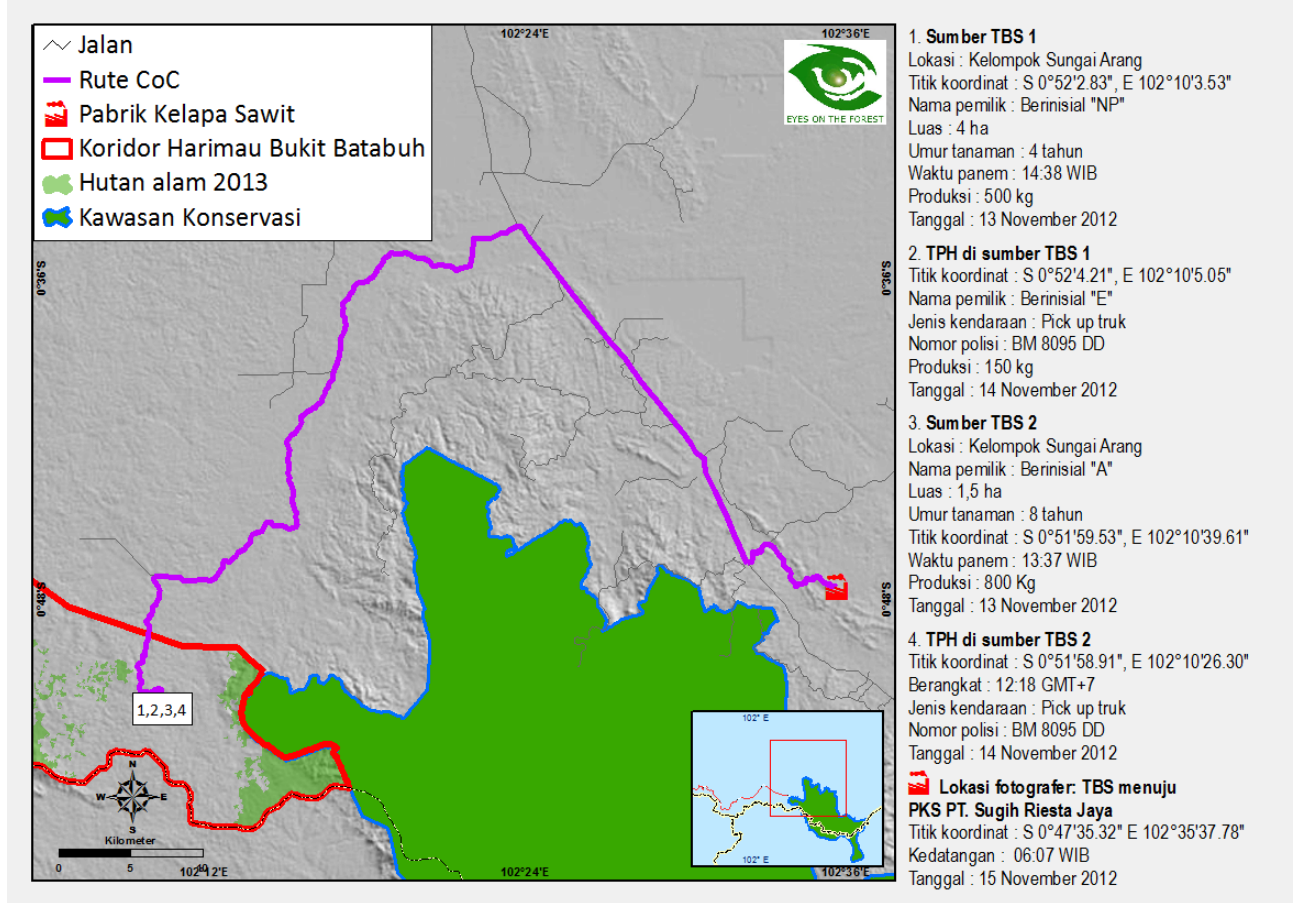 Jalan
Rute CoC
Pabrik Kelapa Sawit
Koridor Harimau Bukit Batabuh
Hutan alam 2013
Kawasan Konservasi
102°24'E
102°36'E
EYES ON THE FOREST
0°36'S
0°36'S
0°48'S
0°48'S
1,2,3,4
N
W
E
S
Kilometer
0 5 10
102°12'E
102°24'E
102°36'E
102° E
102° E
1. Sumber TBS 1
Lokasi : Kelompok Sungai Arang
Titik koordinat : S 0°52'2.83", E 102°10'3.53"
Nama pemilik : Berinisial "NP"
Luas : 4 ha
Umur tanaman : 4 tahun
Waktu panem : 14:38 WIB
Produksi : 500 kg
Tanggal : 13 November 2012
2. TPH di sumber TBS 1
Titik koordinat : S 0°52'4.21", E 102°10'5.05"
Nama pemilik : Berinisial "E"
Jenis kendaraan : Pick up truk
Nomor polisi : BM 8095 DD
Produksi : 150 kg
Tanggal : 14 November 2012
3. Sumber TBS 2
Lokasi : Kelompok Sungai Arang
Nama pemilik : Berinisial "A"
Luas : 1,5 ha
Umur tanaman : 8 tahun
Titik koordinat : S 0°51'59.53", E 102°10'39.61"
Waktu panem : 13:37 WIB
Produksi : 800 Kg
Tanggal : 13 November 2012
4. TPH di sumber TBS 2
Titik koordinat : S 0°51'58.91", E 102°10'26.30"
Berangkat : 12:18 GMT+7
Jenis kendaraan : Pick up truk
Nomor polisi : BM 8095 DD
Tanggal : 14 November 2012
Lokasi fotografer: TBS menuju
PKS PT. Sugih Riesta Jaya
Titik koordinat : S 0°47'35.32" E 102°35'37.78"
Kedatangan : 06:07 WIB
Tanggal : 15 November 2012